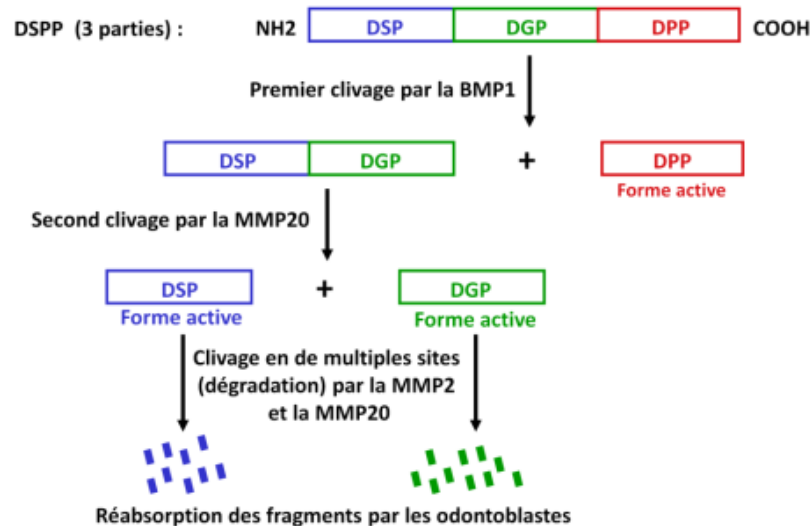 DSPP (3 parties) : NH2 DSP DGP DPP COOH
Premier clivage par la BMP1
DSP DGP + DPP
Forme active
Second clivage par la MMP20
DSP + DGP
Forme active Forme active
Clivage en de multiples sites
(dégradation) par la MMP2
et la MMP20
Réabsorption des fragments par les odontoblastes